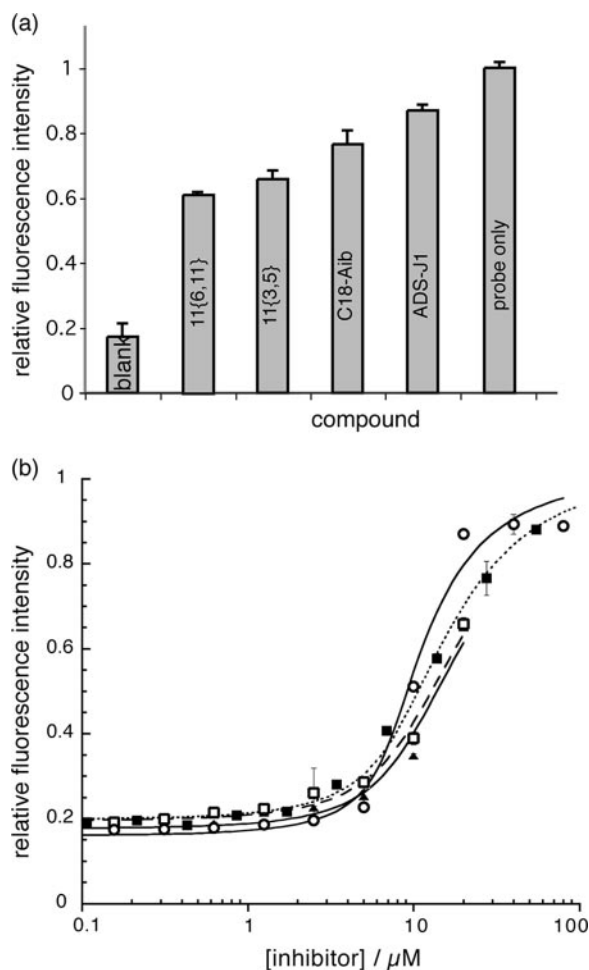 (a)
relative fluorescence intensity
1
0.8
0.6
0.4
0.2
0
blank
11{6,11}
11{3,5}
C18-Aib
ADS-J1
probe only
compound
(b)
relative fluorescence intensity
1
0.8
0.6
0.4
0.2
0
0.1
1
10
100
[inhibitor] / µM